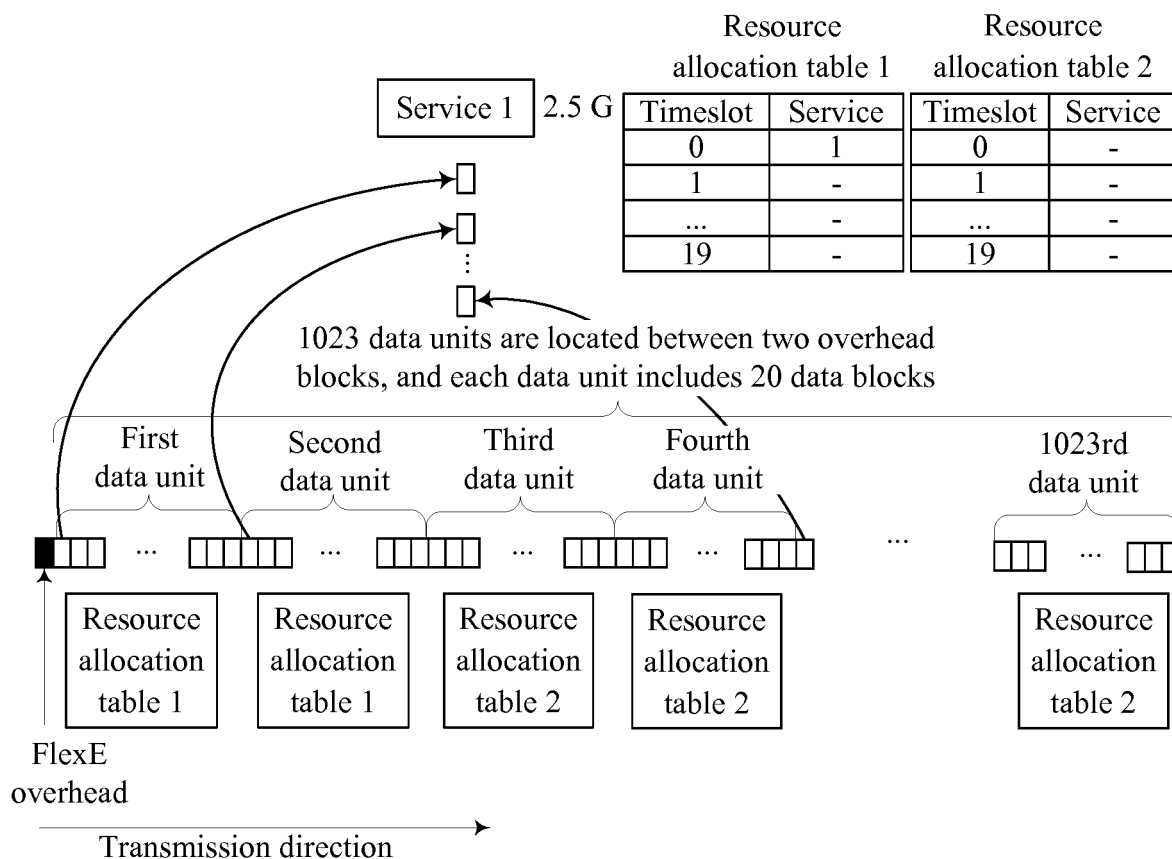 Resource
allocation table 1
Resource
allocation table 2
Service 1
2.5 G
Timeslot Service
0 1
1 -
... -
19 -
Timeslot Service
0 -
1 -
... -
19 -
1023 data units are located between two overhead
blocks, and each data unit includes 20 data blocks
First
data unit
Second
data unit
Third
data unit
Fourth
data unit
1023rd
data unit
... ... ... ... ... ...
Resource
allocation
table 1
Resource
allocation
table 1
Resource
allocation
table 2
Resource
allocation
table 2
Resource
allocation
table 2
FlexE
overhead
Transmission direction